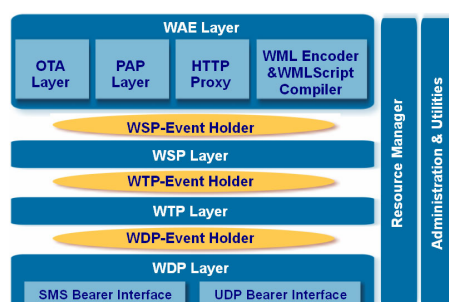 WAE Layer
OTA
Layer
PAP
Layer
HTTP
Proxy
WML Encoder
&WMLScript
Compiler
WSP-Event Holder
WSP Layer
WTP-Event Holder
WTP Layer
WDP-Event Holder
WDP Layer
SMS Bearer Interface
UDP Bearer Interface
Resource Manager
Administration & Utilities